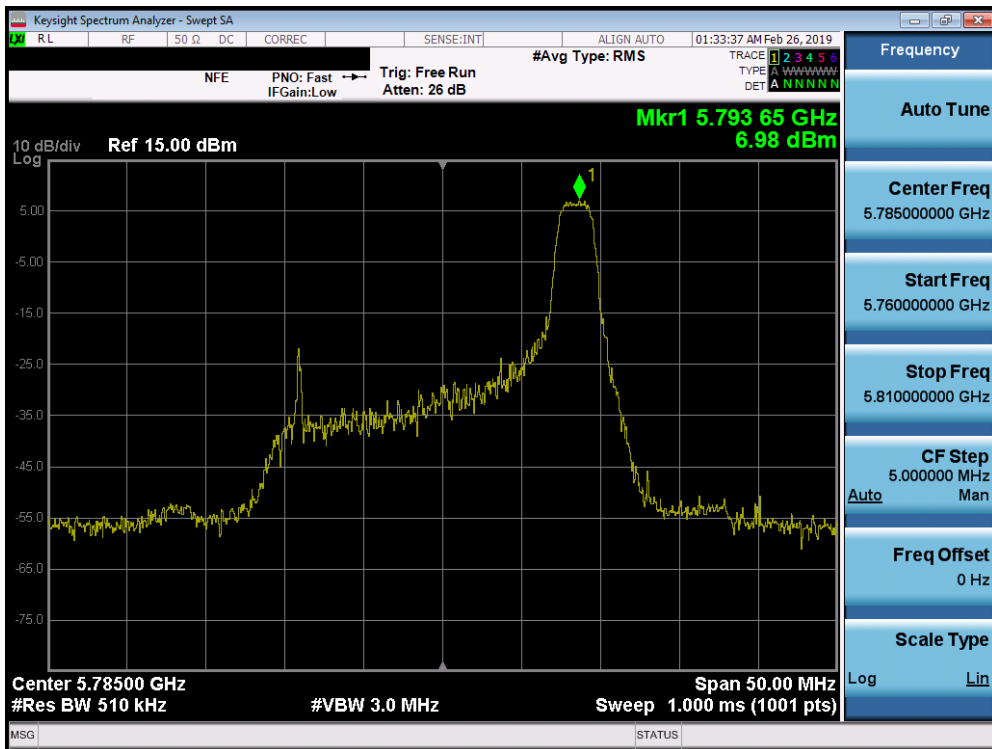 Keysight Spectrum Analyzer - Swept SA
LXI RL RF 50 Ω DC CORREC SENSE:INT ALIGN AUTO 01:33:37 AM Feb 26, 2019
NFE PNO: Fast Trig: Free Run #Avg Type: RMS TRACE 1 2 3 4 5 6
IFGain:Low Atten: 26 dB TYPE A WWWWW
DET A N N N N N
Mkr1 5.793 65 GHz
6.98 dBm
10 dB/div Ref 15.00 dBm
Log
1
5.00
-5.00
-15.0
-25.0
-35.0
-45.0
-55.0
-65.0
-75.0
Center 5.78500 GHz Span 50.00 MHz
#Res BW 510 kHz #VBW 3.0 MHz Sweep 1.000 ms (1001 pts)
MSG STATUS
Frequency
Auto Tune
Center Freq
5.785000000 GHz
Start Freq
5.760000000 GHz
Stop Freq
5.810000000 GHz
CF Step
5.000000 MHz
Auto Man
Freq Offset
0 Hz
Scale Type
Log Lin